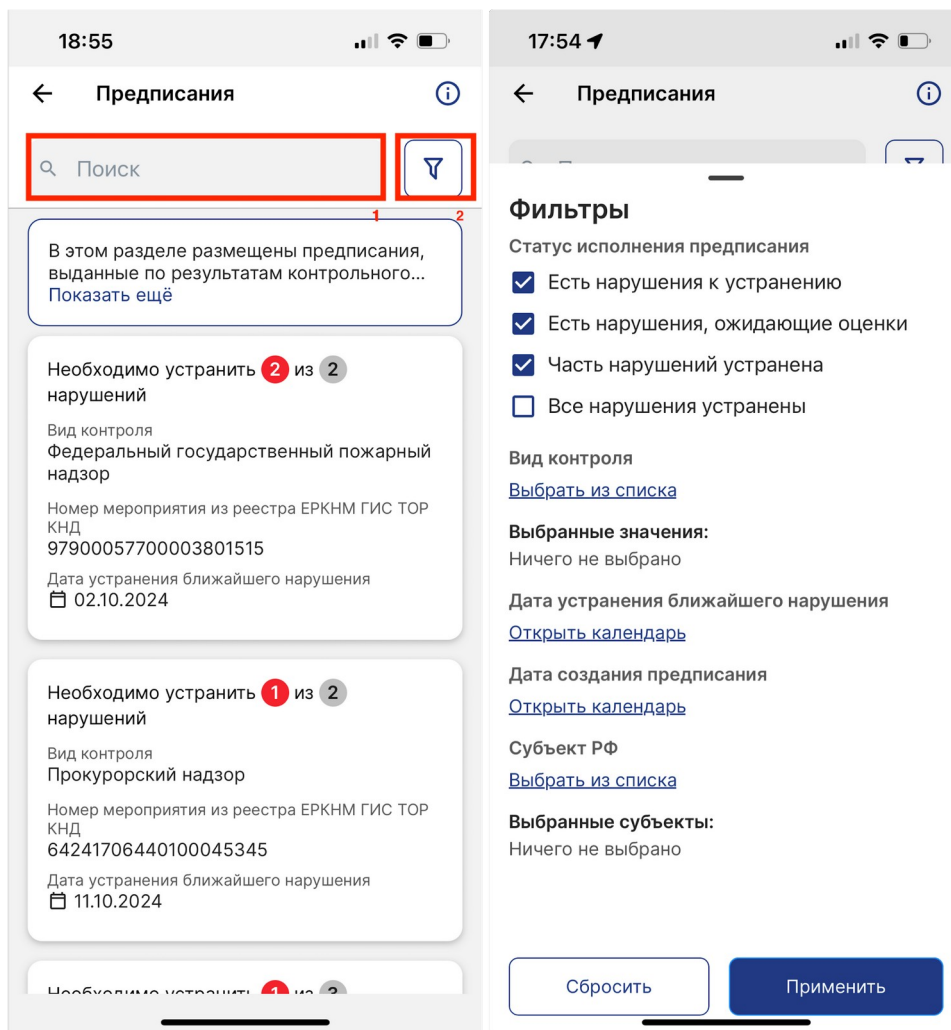 18:55
Предписания
Поиск
1
2
В этом разделе размещены предписания,
выданные по результатам контрольного...
Показать ещё
Необходимо устранить 2 из 2
нарушений
Вид контроля
Федеральный государственный пожарный
надзор
Номер мероприятия из реестра ЕРКНМ ГИС ТОР
КНД
97900057700003801515
Дата устранения ближайшего нарушения
02.10.2024
Необходимо устранить 1 из 2
нарушений
Вид контроля
Прокурорский надзор
Номер мероприятия из реестра ЕРКНМ ГИС ТОР
КНД
64241706440100045345
Дата устранения ближайшего нарушения
11.10.2024
Необходимо устранить 1 из 3
17:54
Предписания
Фильтры
Статус исполнения предписания
Есть нарушения к устранению
Есть нарушения, ожидающие оценки
Часть нарушений устранена
Все нарушения устранены
Вид контроля
Выбрать из списка
Выбранные значения:
Ничего не выбрано
Дата устранения ближайшего нарушения
Открыть календарь
Дата создания предписания
Открыть календарь
Субъект РФ
Выбрать из списка
Выбранные субъекты:
Ничего не выбрано
Сбросить
Применить